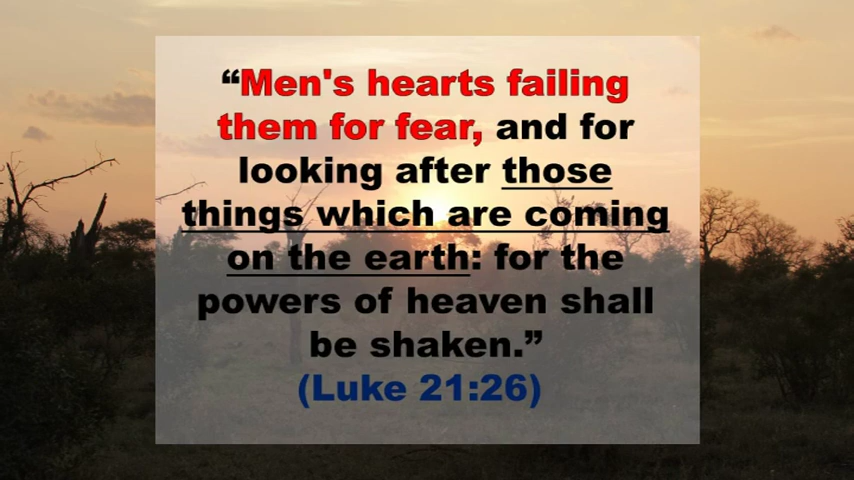 “Men's hearts failing
them for fear, and for
looking after those
things which are coming
on the earth: for the
powers of heaven shall
be shaken.”
(Luke 21:26)